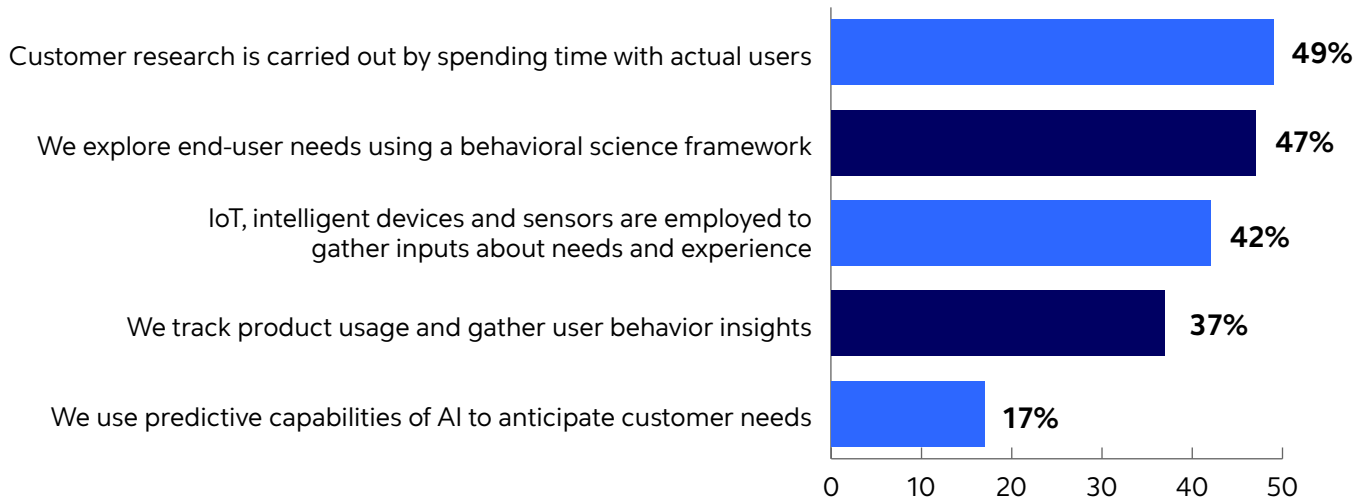 Customer research is carried out by spending time with actual users
49%
We explore end-user needs using a behavioral science framework
47%
IoT, intelligent devices and sensors are employed to
gather inputs about needs and experience
42%
We track product usage and gather user behavior insights
37%
We use predictive capabilities of AI to anticipate customer needs
17%
0 10 20 30 40 50